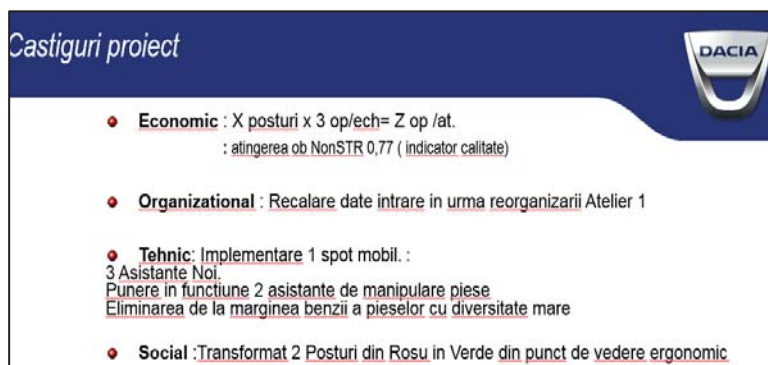 Castiguri proiect
DACIA
Economic : X posturi x 3 op/ech= Z op /at.
: atingerea ob NonSTR 0,77 ( indicator calitate)
Organizational : Recalare date intrare in urma reorganizarii Atelier 1
Tehnic: Implementare 1 spot mobil. :
3 Asistante Noi.
Punere in functiune 2 asistante de manipulare piese
Eliminarea de la marginea benzii a pieselor cu diversitate mare
Social :Transformat 2 Posturi din Rosu in Verde din punct de vedere ergonomic